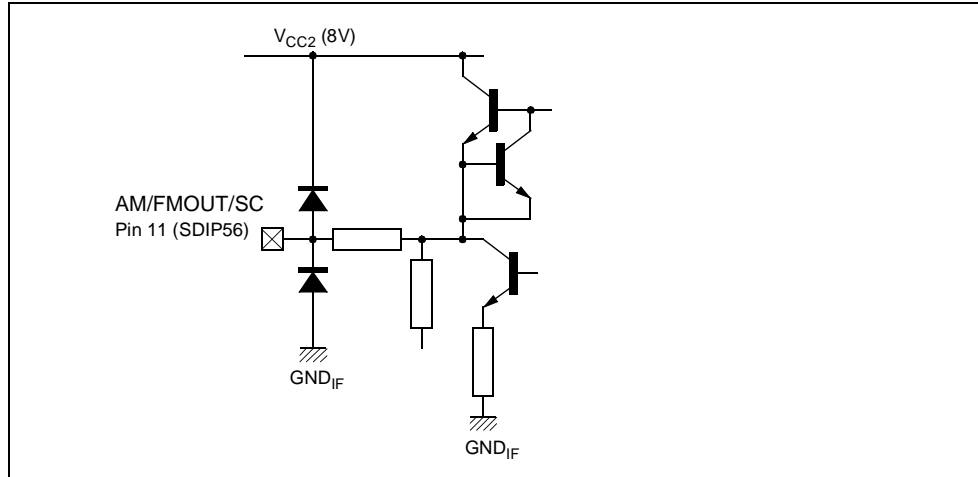 VCC2 (8V)
AM/FMOUT/SC
Pin 11 (SDIP56)
GNDIF
GNDIF